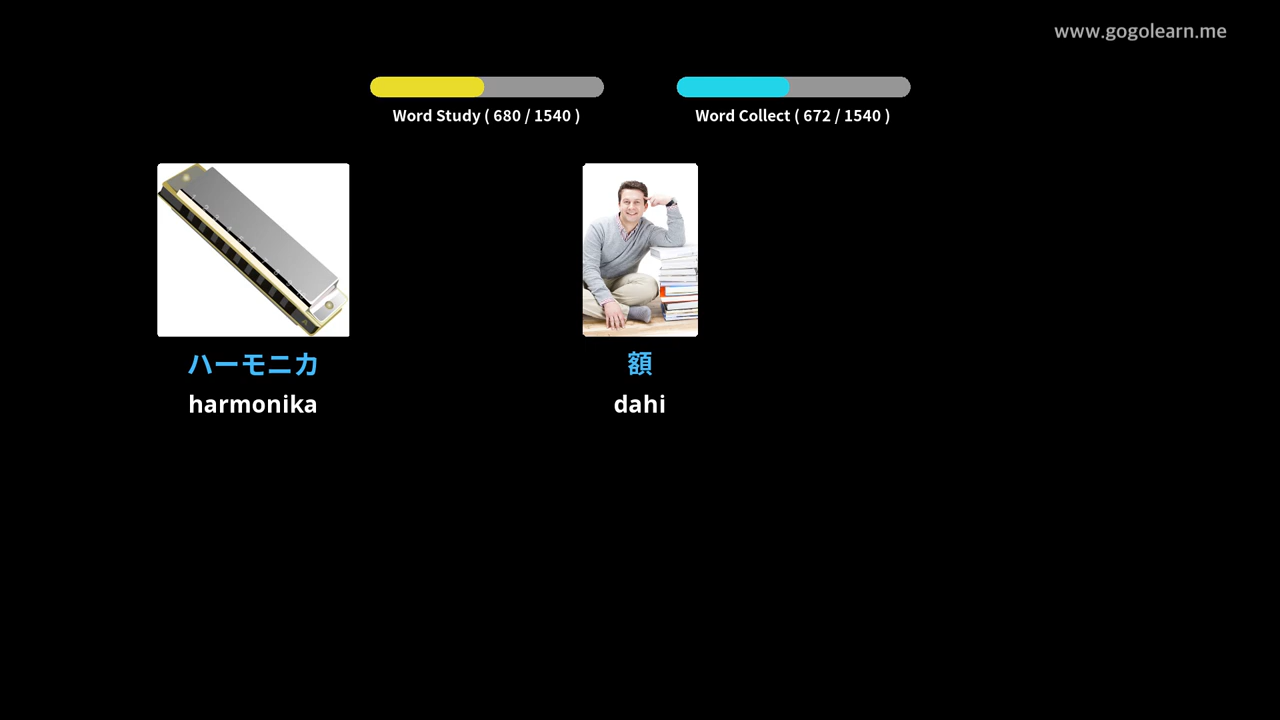 www.gogolearn.me
Word Study ( 680 / 1540 )
Word Collect ( 672 / 1540 )
ハーモニカ
harmonika
額
dahi